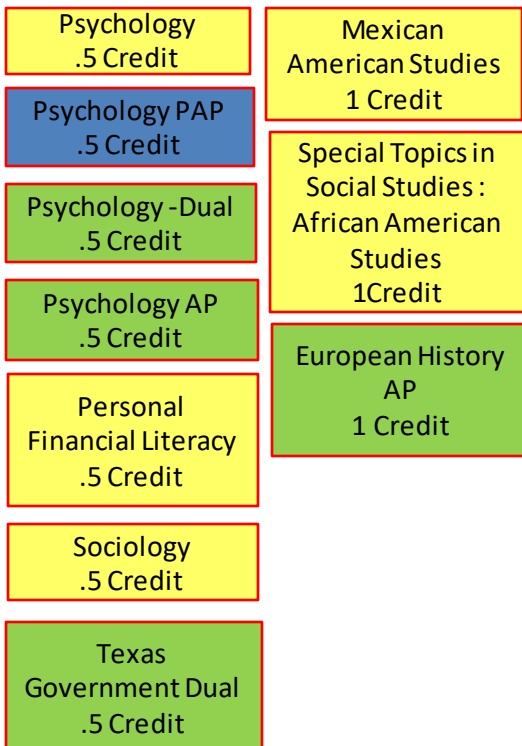 Psychology
.5 Credit
Psychology PAP
.5 Credit
Psychology -Dual
.5 Credit
Psychology AP
.5 Credit
Personal
Financial Literacy
.5 Credit
Sociology
.5 Credit
Texas
Government Dual
.5 Credit
Mexican
American Studies
1 Credit
Special Topics in
Social Studies :
African American
Studies
1Credit
European History
AP
1 Credit